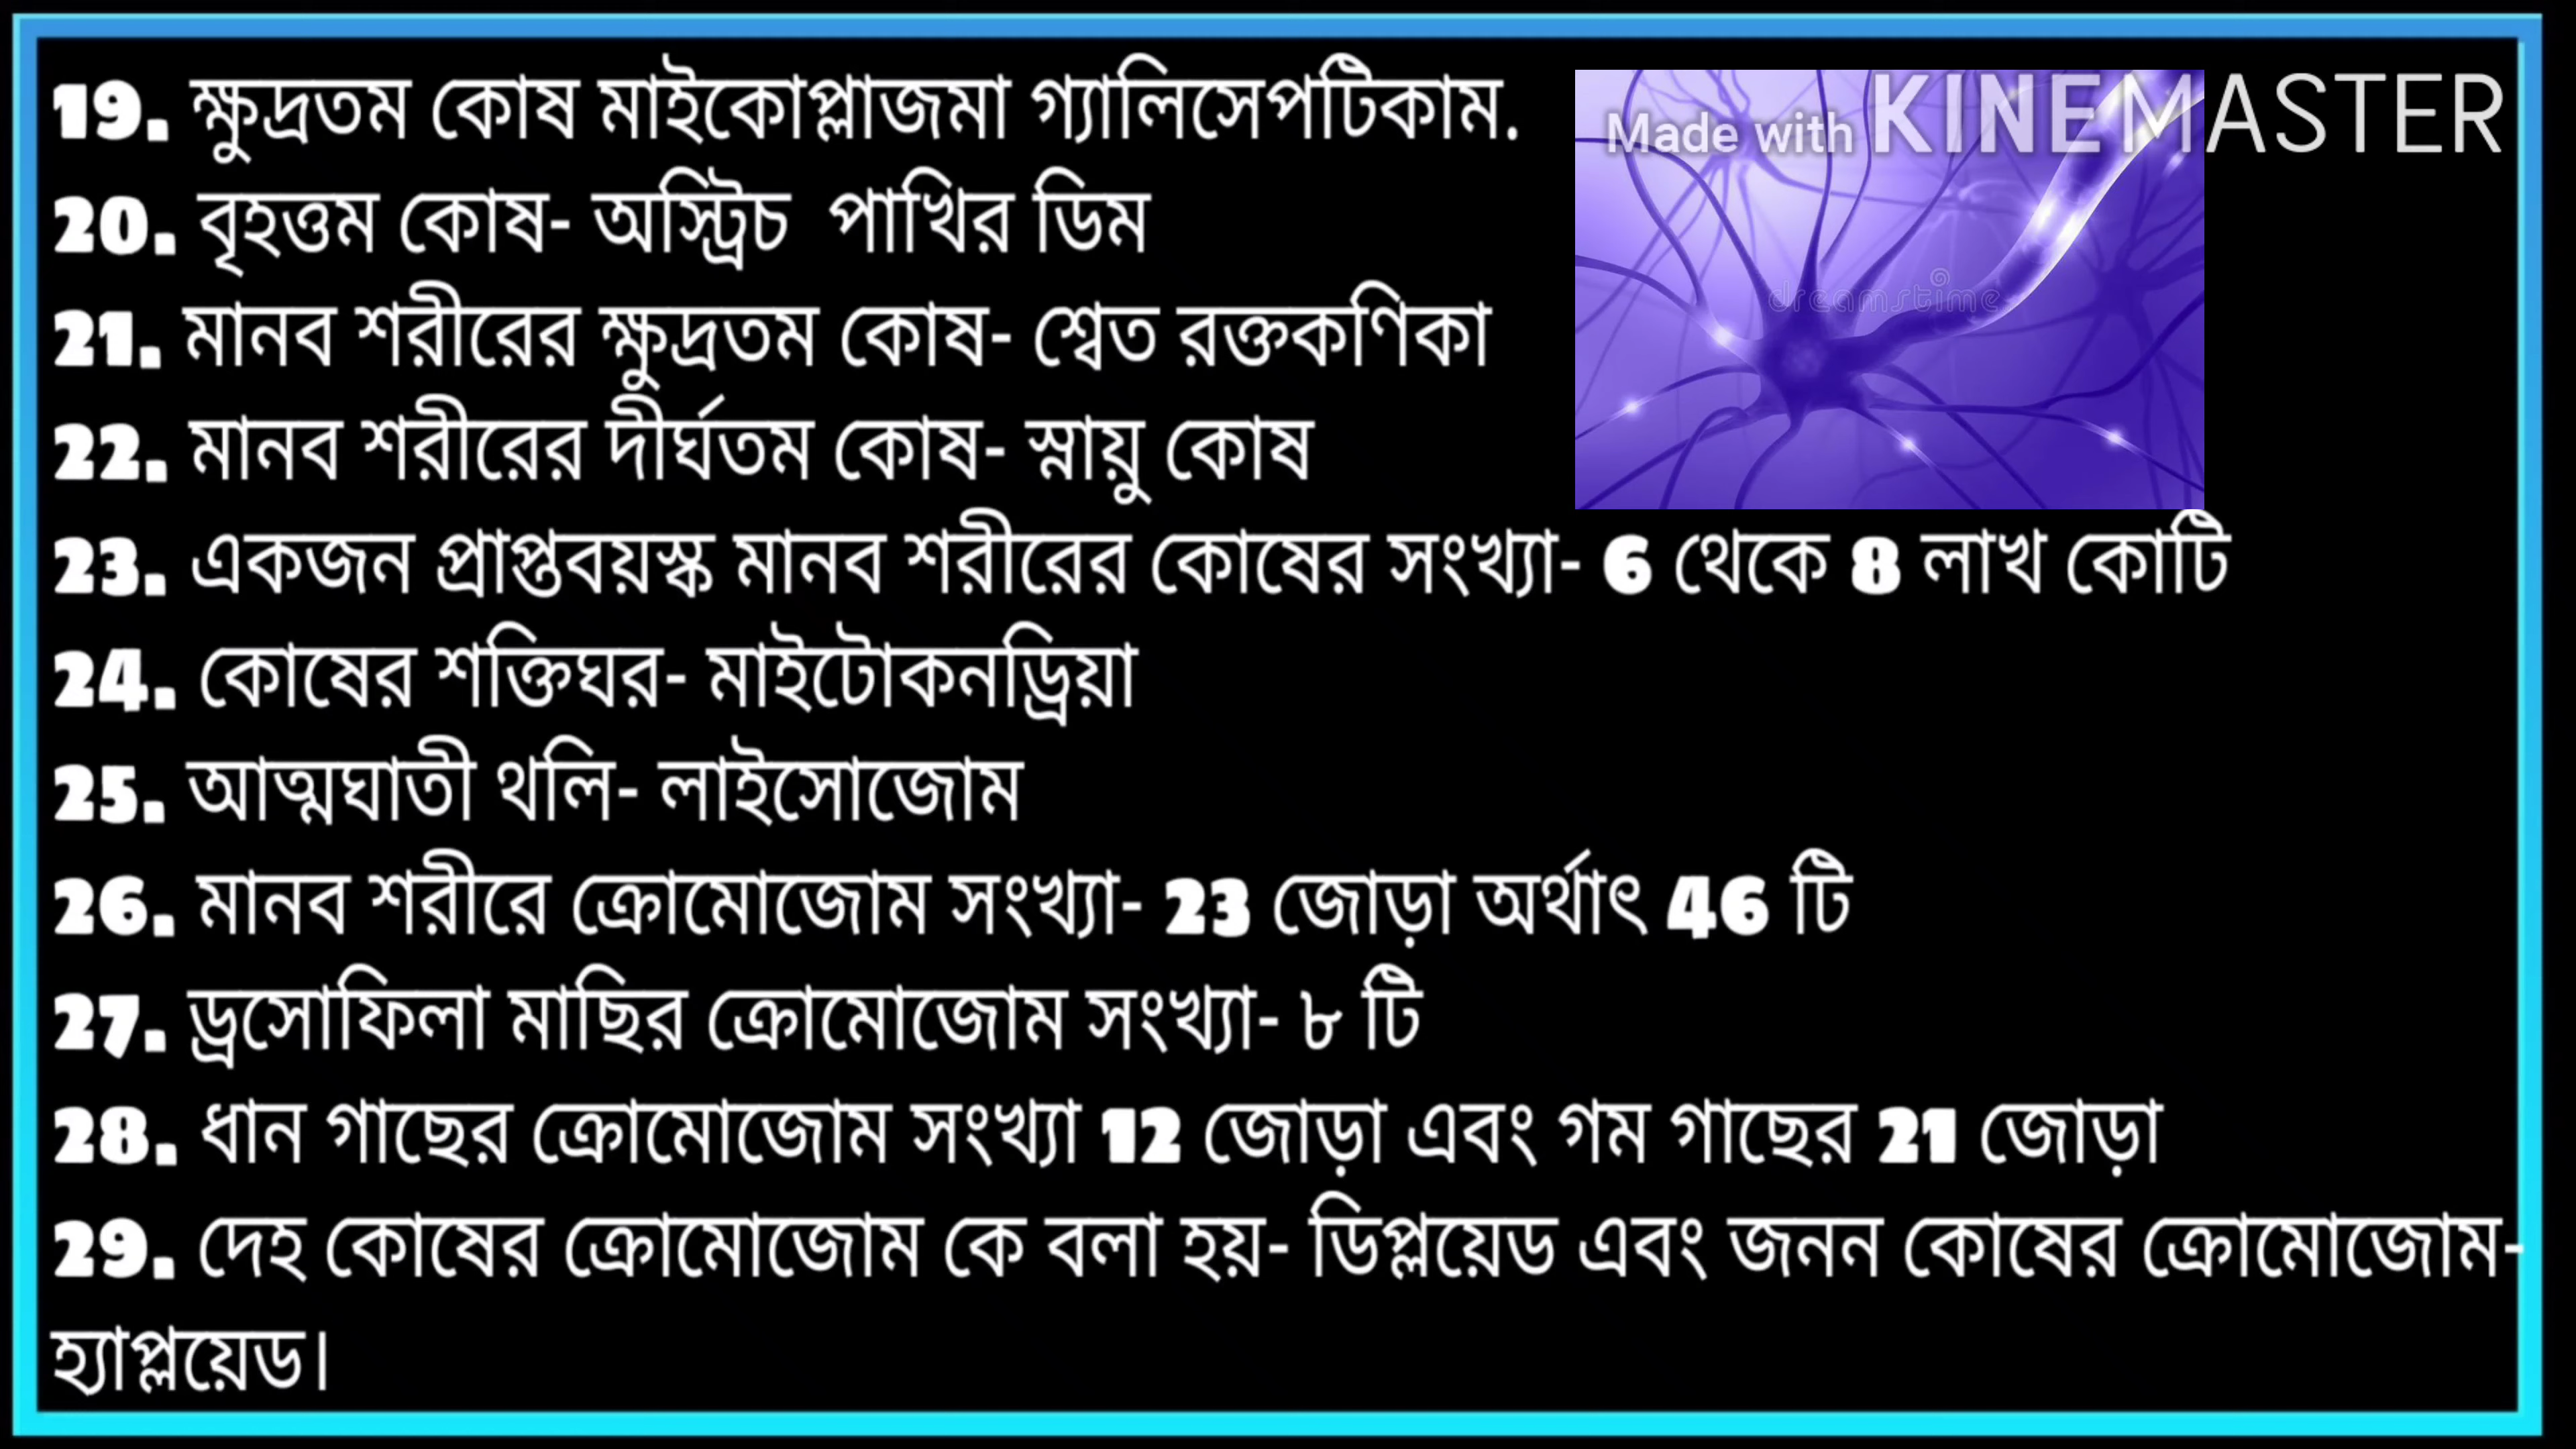 19. ক্ষুদ্রতম কোষ মাইকোপ্লাজমা গ্যালিসেপটিকাম.
Made with KINEMASTER
dreamstime
20. বৃহত্তম কোষ- অস্ট্রিচ পাখির ডিম
21. মানব শরীরের ক্ষুদ্রতম কোষ- শ্বেত রক্তকণিকা
22. মানব শরীরের দীর্ঘতম কোষ- স্নায়ু কোষ
23. একজন প্রাপ্তবয়স্ক মানব শরীরের কোষের সংখ্যা- 6 থেকে 8 লাখ কোটি
24. কোষের শক্তিঘর- মাইটোকনড্রিয়া
25. আত্মঘাতী থলি- লাইসোজোম
26. মানব শরীরে ক্রোমোজোম সংখ্যা- 23 জোড়া অর্থাৎ 46 টি
27. ড্রসোফিলা মাছির ক্রোমোজোম সংখ্যা- ৮ টি
28. ধান গাছের ক্রোমোজোম সংখ্যা 12 জোড়া এবং গম গাছের 21 জোড়া
29. দেহ কোষের ক্রোমোজোম কে বলা হয়- ডিপ্লয়েড এবং জনন কোষের ক্রোমোজোম-
হ্যাপ্লয়েড।